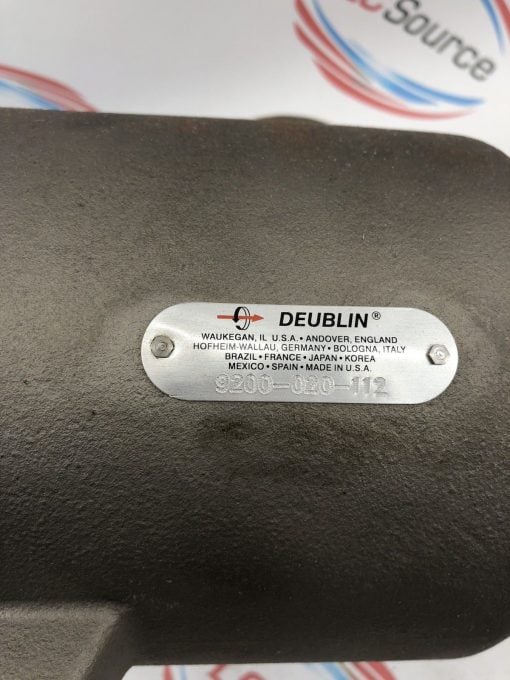 Source
DEUBLIN®
WAUKEGAN, IL U.S.A. • ANDOVER, ENGLAND
HOFHEIM-WALLAU, GERMANY • BOLOGNA, ITALY
BRAZIL • FRANCE • JAPAN • KOREA
MEXICO • SPAIN • MADE IN U.S.A.
9200-020-112